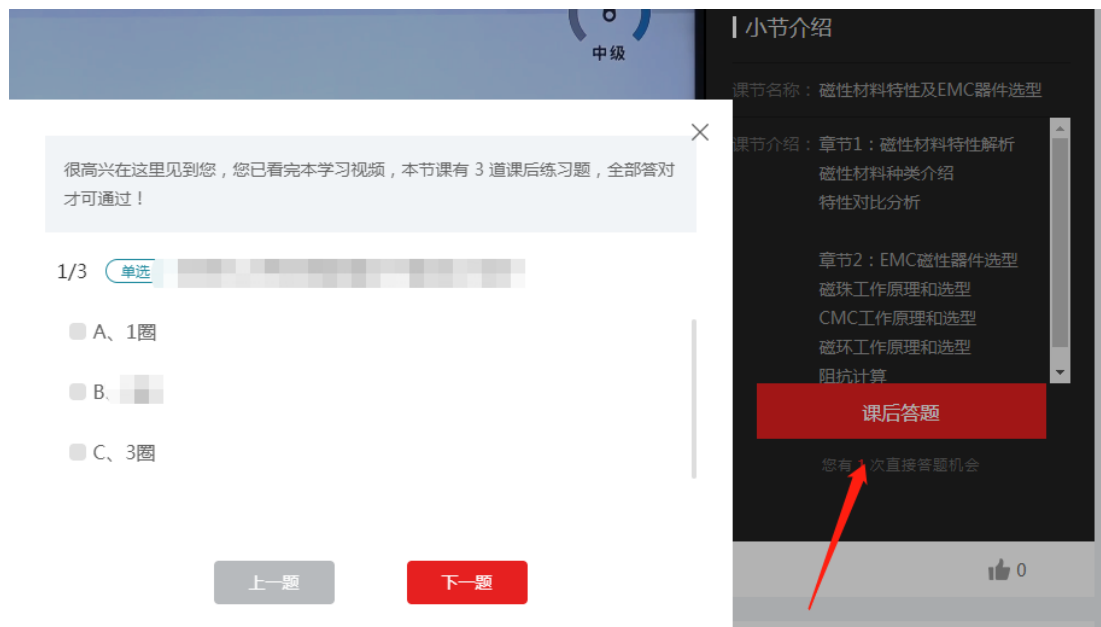 中级
小节介绍
课节名称：磁性材料特性及EMC器件选型
课节介绍：章节1：磁性材料特性解析
磁性材料种类介绍
特性对比分析
章节2：EMC磁性器件选型
磁珠工作原理和选型
CMC工作原理和选型
磁环工作原理和选型
阻抗计算
课后答题
您有 1 次直接答题机会
0
很高兴在这里见到您，您已看完本学习视频，本节课有 3 道课后练习题，全部答对
才可通过！
1/3 单选
A、1圈
B、
C、3圈
上一题
下一题